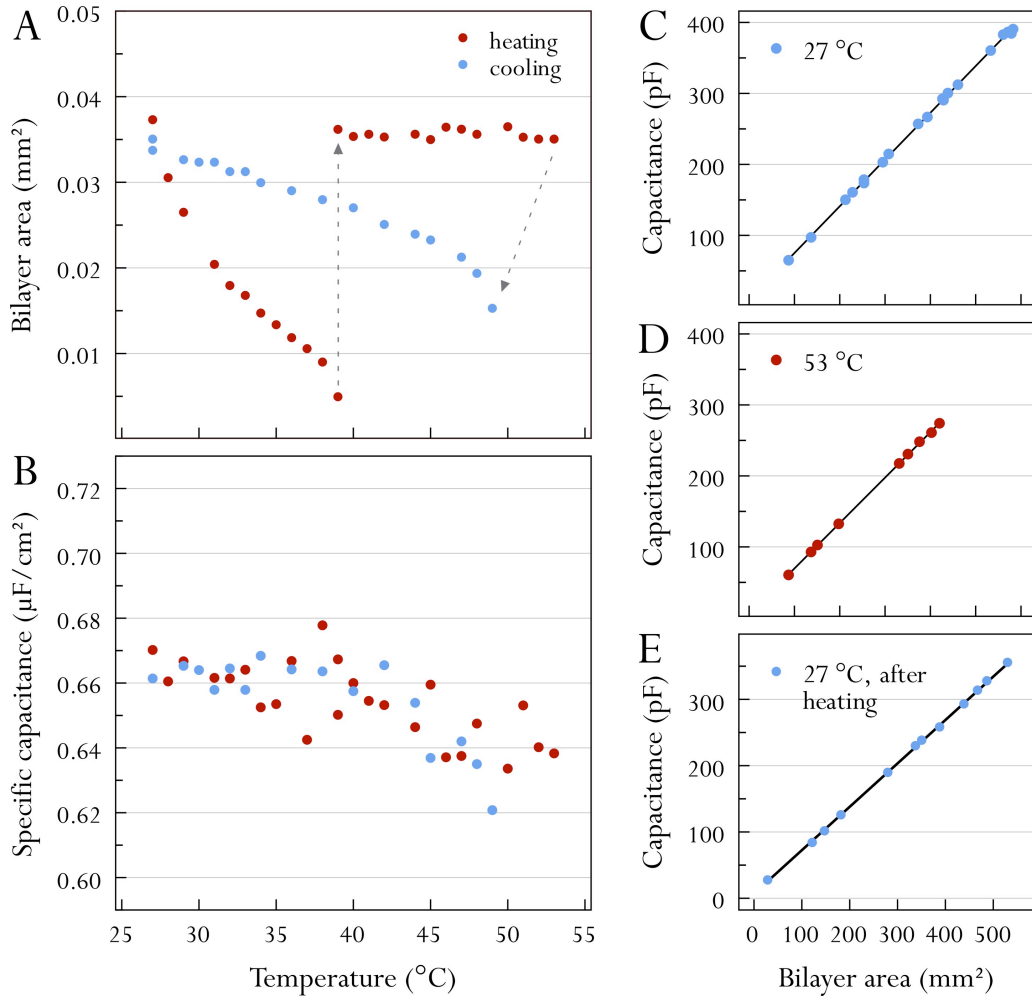 A
0.05
0.04
0.03
0.02
0.01
Bilayer area (mm²)
heating
cooling
B
0.72
0.70
0.68
0.66
0.64
0.62
0.60
Specific capacitance (µF/cm²)
25 30 35 40 45 50 55
Temperature (°C)
C
400
300
200
100
Capacitance (pF)
27 °C
D
400
300
200
100
Capacitance (pF)
53 °C
E
300
200
100
0
Capacitance (pF)
27 °C, after
heating
0 100 200 300 400 500
Bilayer area (mm²)